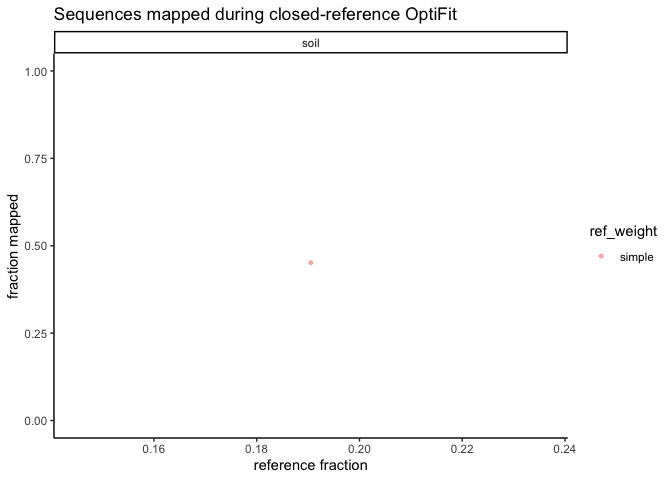 Sequences mapped during closed-reference OptiFit
soil
1.00
0.75
0.50
0.25
0.00
fraction mapped
0.16
0.18
0.20
0.22
0.24
reference fraction
ref_weight
simple